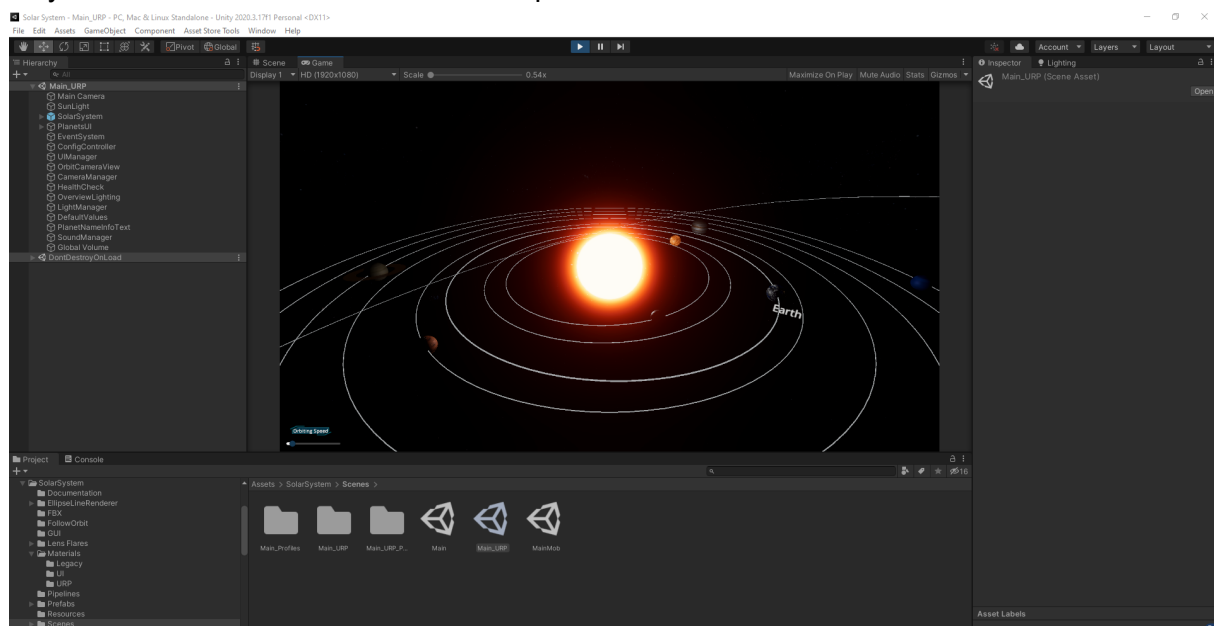 Solar System - Main_URP - PC, Mac & Linux Standalone - Unity 2020.3.17f1 Personal <DX11>
File Edit Assets GameObject Component Asset Store Tools Window Help
Pivot Global
Account Layers Layout
Hierarchy
All
Main_URP
Main Camera
SunLight
SolarSystem
PlanetsUI
EventSystem
ConfigController
UIManager
OrbitCameraView
CameraManager
HealthCheck
OverviewLighting
LightManager
DefaultValues
PlanetNameInfoText
SoundManager
Global Volume
DontDestroyOnLoad
Scene Game
Display 1 HD (1920x1080) Scale 0.54x Maximize On Play Mute Audio Stats Gizmos
Earth
Orbiting Speed
Inspector Lighting
Main_URP (Scene Asset)
Open
Project Console
16
SolarSystem
Documentation
EllipseLineRenderer
FBX
FollowOrbit
GUI
Lens Flares
Materials
Legacy
UI
URP
Pipelines
Prefabs
Resources
Scenes
Assets > SolarSystem > Scenes >
Main_Profiles Main_URP Main_URP_P... Main Main_URP MainMob
Asset Labels